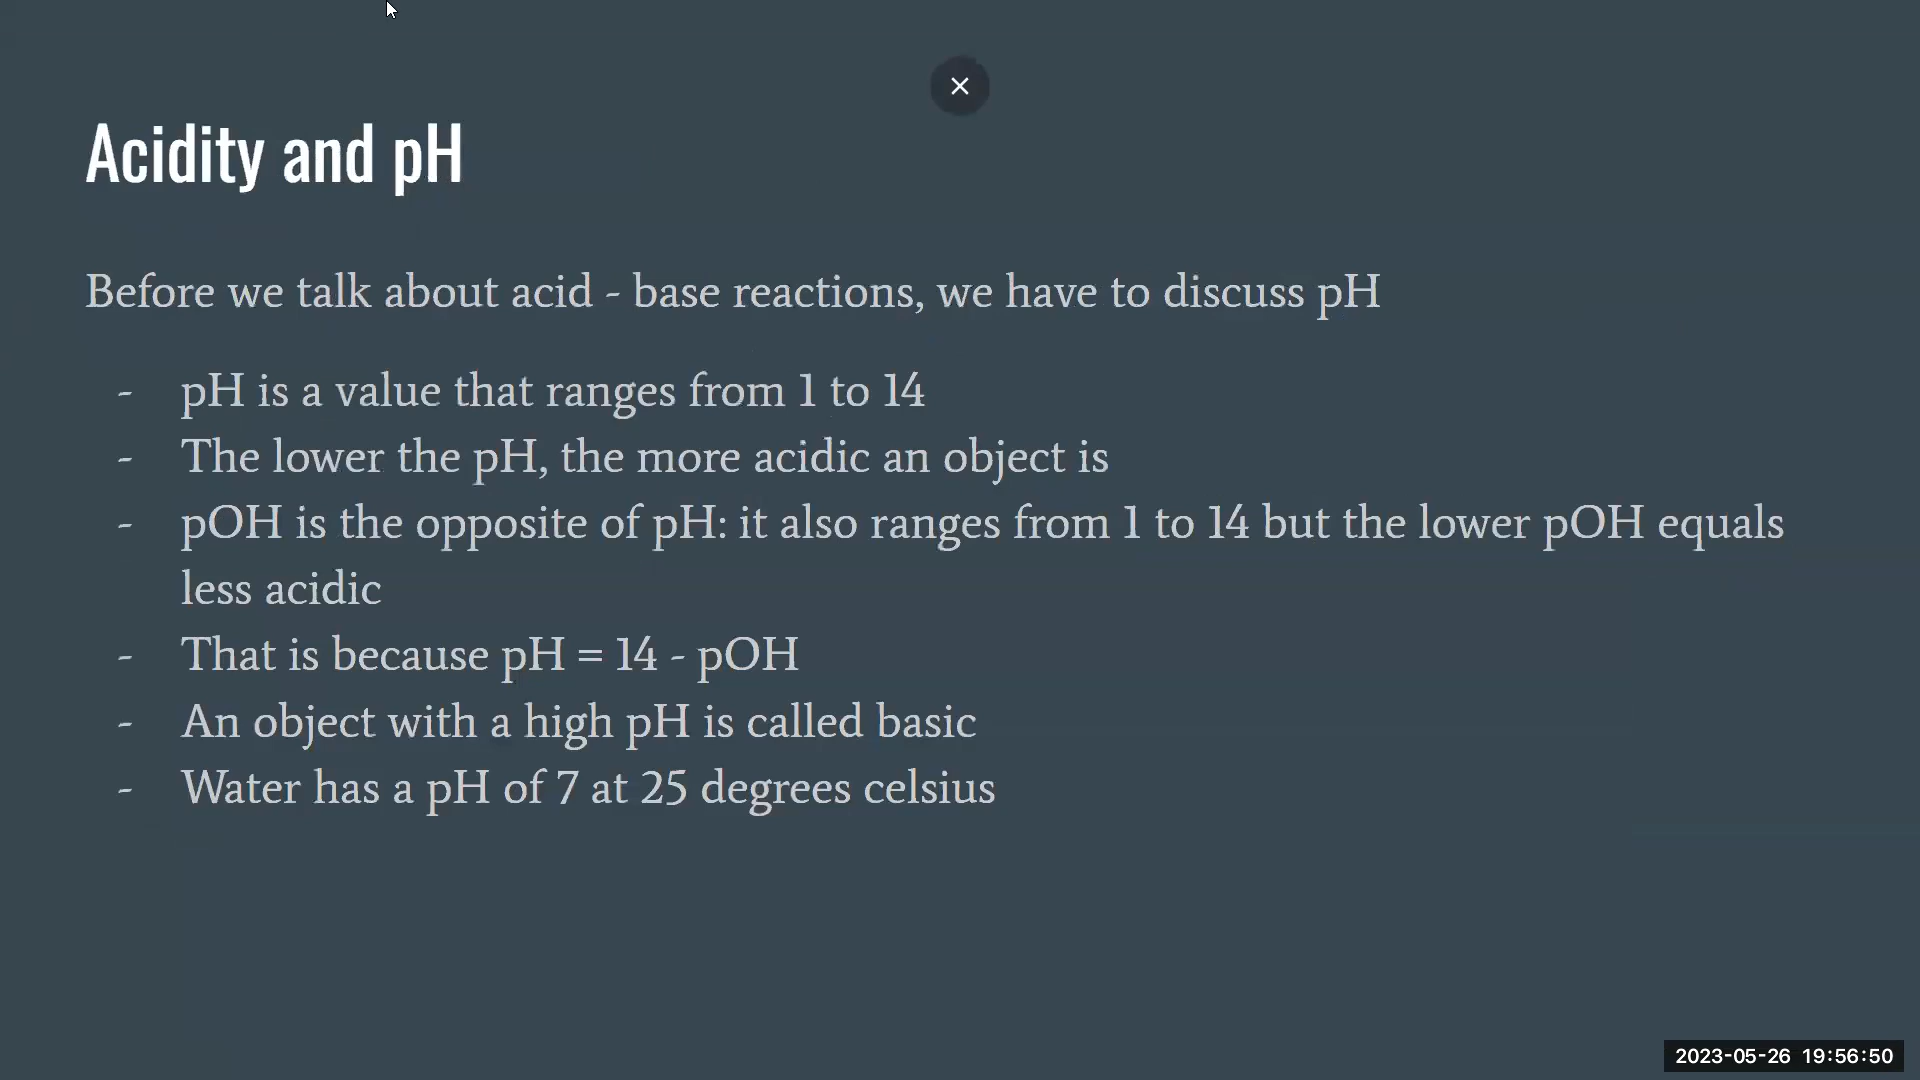 Acidity and pH
Before we talk about acid - base reactions, we have to discuss pH
- pH is a value that ranges from 1 to 14
- The lower the pH, the more acidic an object is
- pOH is the opposite of pH: it also ranges from 1 to 14 but the lower pOH equals
less acidic
- That is because pH = 14 - pOH
- An object with a high pH is called basic
- Water has a pH of 7 at 25 degrees celsius
2023-05-26 19:56:50